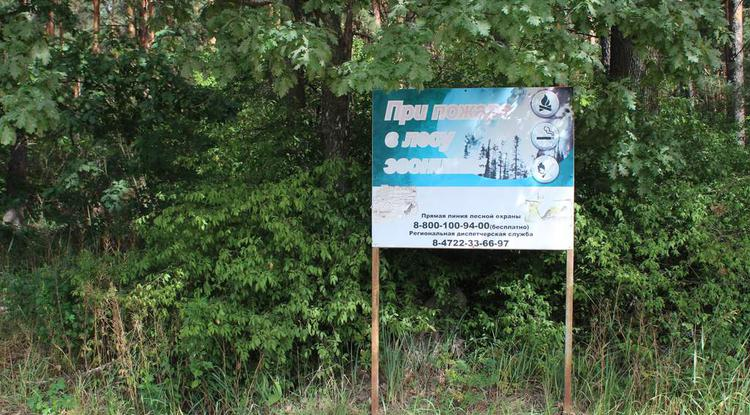 При пожаре
в лесу
звони
Прямая линия лесной охраны
8-800-100-94-00(бесплатно)
Региональная диспетчерская служба
8-4722-33-66-97